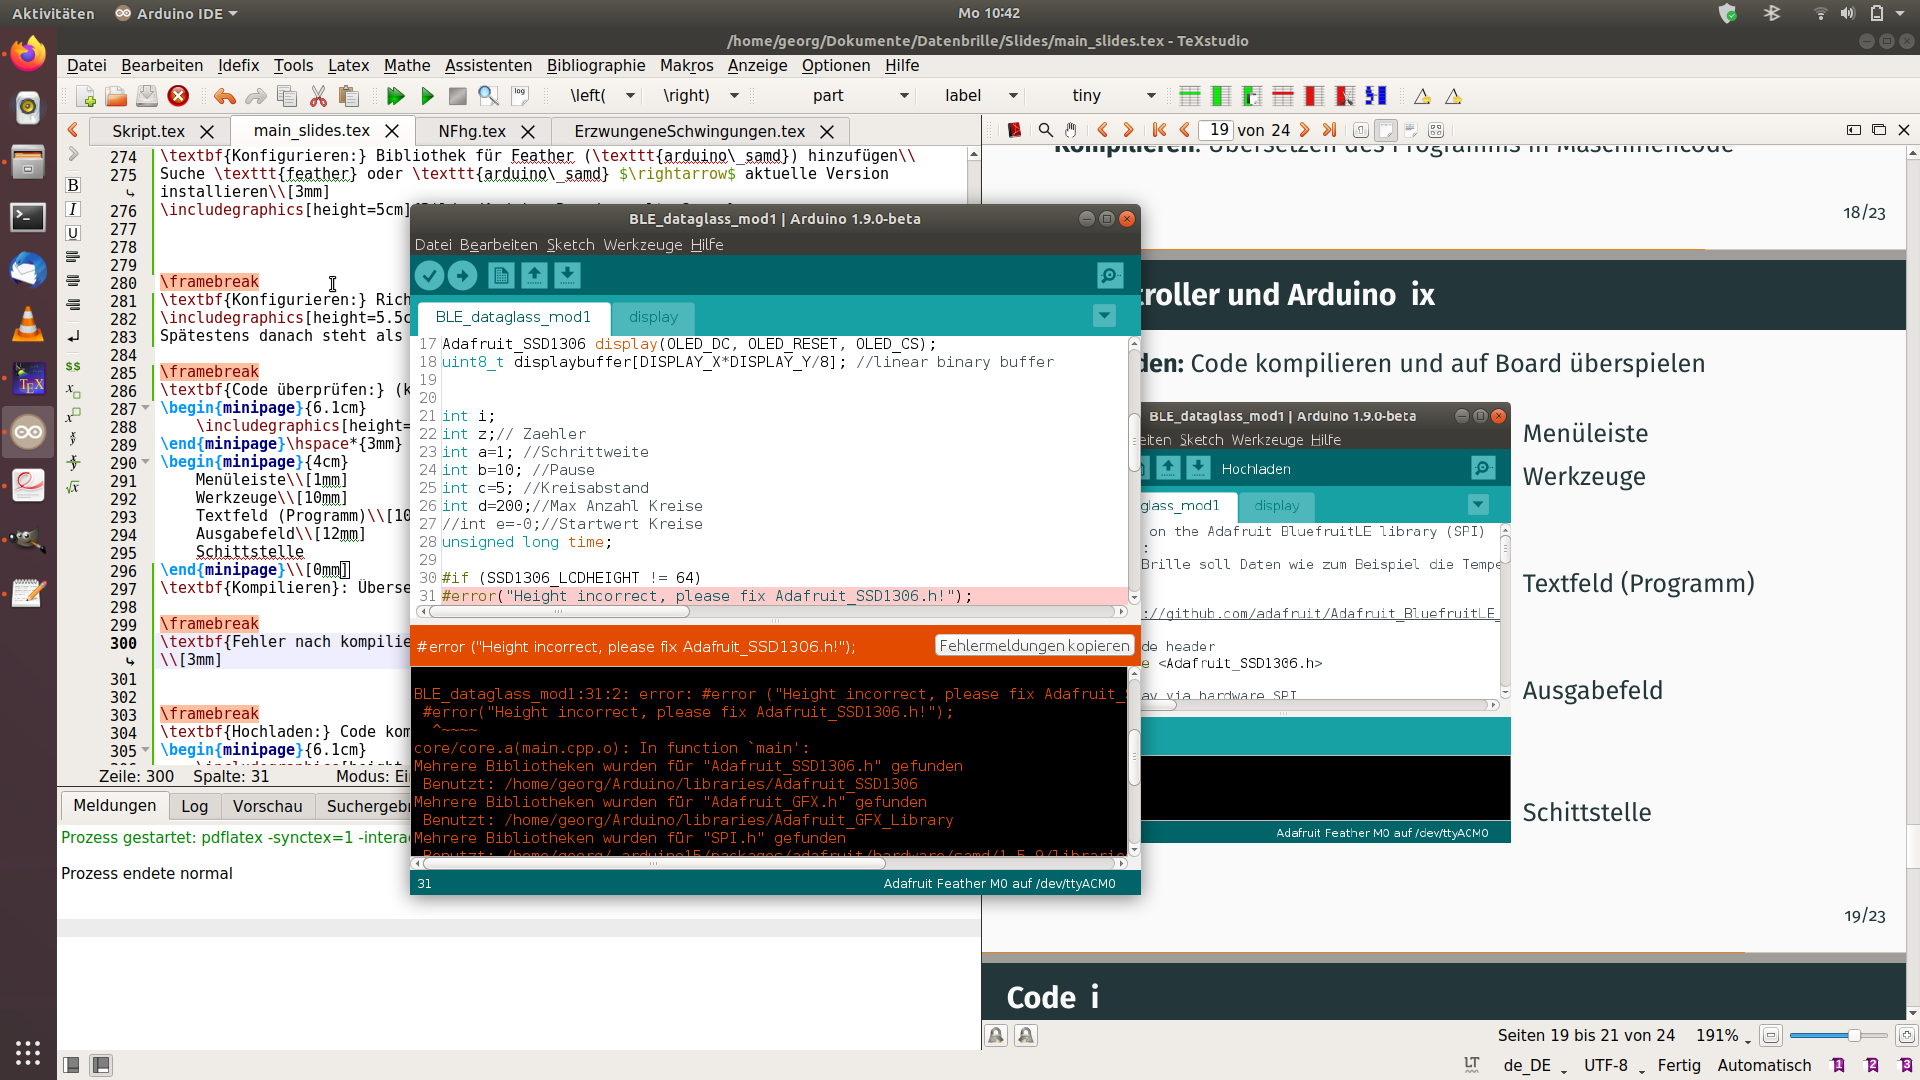 Aktivitäten
Arduino IDE
Mo 10:42
/home/georg/Dokumente/Datenbrille/Slides/main_slides.tex - TeXstudio
Datei Bearbeiten Idefix Tools Latex Mathe Assistenten Bibliographie Makros Anzeige Optionen Hilfe
\left( \right) part label tiny
Skript.tex
main_slides.tex
NFhg.tex
ErzwungeneSchwingungen.tex
274 \textbf{Konfigurieren:} Bibliothek für Feather (\texttt{arduino\_samd}) hinzufügen\\
275 Suche \texttt{feather} oder \texttt{arduino\_samd} $\rightarrow$ aktuelle Version
installieren\\[3mm]
276 \includegraphics[height=5cm]
277
278
279
280 \framebreak
281 \textbf{Konfigurieren:} Rich
282 \includegraphics[height=5.5c
283 Spätestens danach steht als
284
285 \framebreak
286 \textbf{Code überprüfen:} (k
287 \begin{minipage}{6.1cm}
288 \includegraphics[height=
289 \end{minipage}\hspace*{3mm}
290 \begin{minipage}{4cm}
291 Menüleiste\\[1mm]
292 Werkzeuge\\[10mm]
293 Textfeld (Programm)\\[10
294 Ausgabefeld\\[12mm]
295 Schittstelle
296 \end{minipage}\\[0mm]
297 \textbf{Kompilieren}: Überse
298
299 \framebreak
300 \textbf{Fehler nach kompilie
\\[3mm]
301
302
303 \framebreak
304 \textbf{Hochladen:} Code kom
305 \begin{minipage}{6.1cm}
Zeile: 300 Spalte: 31 Modus: Ei
Meldungen Log Vorschau Suchergeb
Prozess gestartet: pdflatex -synctex=1 -intera
Prozess endete normal
BLE_dataglass_mod1 | Arduino 1.9.0-beta
Datei Bearbeiten Sketch Werkzeuge Hilfe
BLE_dataglass_mod1
display
17 Adafruit_SSD1306 display(OLED_DC, OLED_RESET, OLED_CS);
18 uint8_t displaybuffer[DISPLAY_X*DISPLAY_Y/8]; //linear binary buffer
19
20
21 int i;
22 int z;// Zaehler
23 int a=1; //Schrittweite
24 int b=10; //Pause
25 int c=5; //Kreisabstand
26 int d=200;//Max Anzahl Kreise
27 //int e=-0;//Startwert Kreise
28 unsigned long time;
29
30 #if (SSD1306_LCDHEIGHT != 64)
31 #error("Height incorrect, please fix Adafruit_SSD1306.h!");
#error ("Height incorrect, please fix Adafruit_SSD1306.h!");
Fehlermeldungen kopieren
BLE_dataglass_mod1:31:2: error: #error ("Height incorrect, please fix Adafruit_S
#error("Height incorrect, please fix Adafruit_SSD1306.h!");
^~~~~
core/core.a(main.cpp.o): In function `main':
Mehrere Bibliotheken wurden für "Adafruit_SSD1306.h" gefunden
Benutzt: /home/georg/Arduino/libraries/Adafruit_SSD1306
Mehrere Bibliotheken wurden für "Adafruit_GFX.h" gefunden
Benutzt: /home/georg/Arduino/libraries/Adafruit_GFX_Library
Mehrere Bibliotheken wurden für "SPI.h" gefunden
Benutzt: /home/georg/.arduino15/packages/adafruit/hardware/samd/1.5.9/librarie
31
Adafruit Feather M0 auf /dev/ttyACM0
19 von 24
Kompilieren: Übersetzen des Programms in Maschinencode
18/23
troller und Arduino ix
den: Code kompilieren und auf Board überspielen
BLE_dataglass_mod1 | Arduino 1.9.0-beta
eiten Sketch Werkzeuge Hilfe
Hochladen
glass_mod1
display
on the Adafruit BluefruitLE library (SPI)
:
Brille soll Daten wie zum Beispiel die Tempe
://github.com/adafruit/Adafruit_BluefruitLE_
de header
e <Adafruit_SSD1306.h>
ay via hardware SPI
Adafruit Feather M0 auf /dev/ttyACM0
Menüleiste
Werkzeuge
Textfeld (Programm)
Ausgabefeld
Schittstelle
19/23
Code i
Seiten 19 bis 21 von 24 191%
LT de_DE UTF-8 Fertig Automatisch 1 2 3